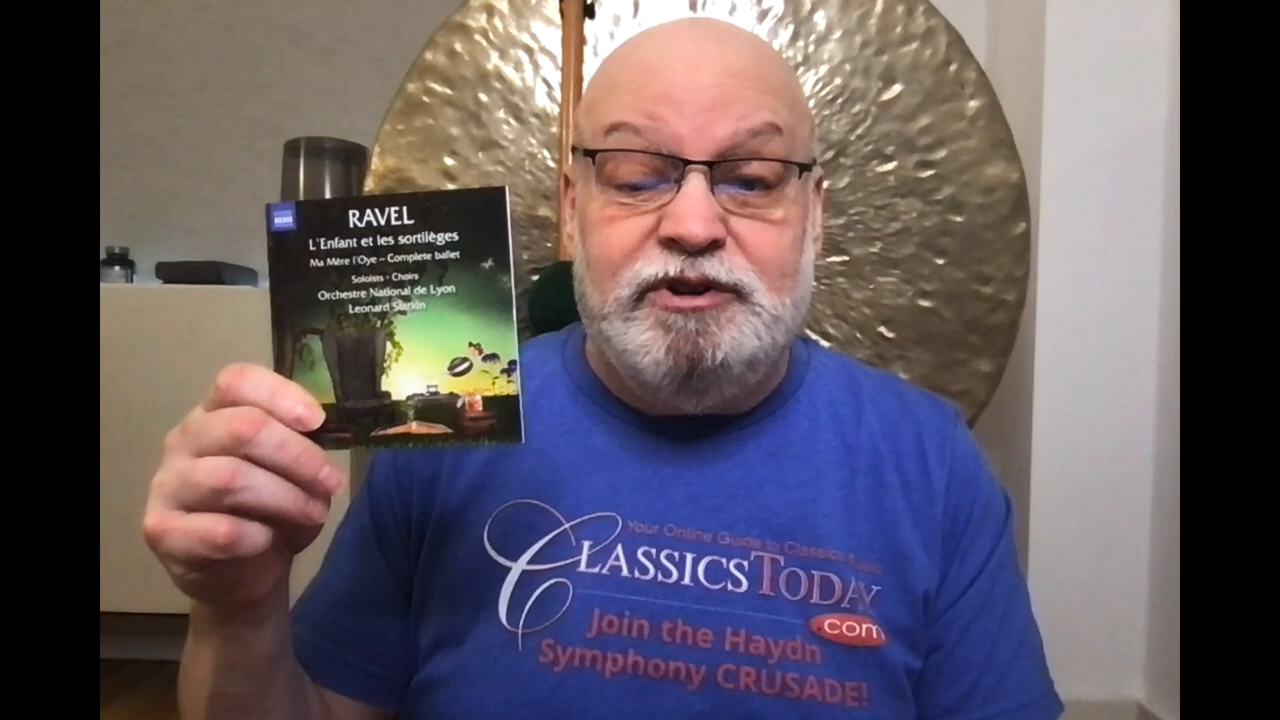 NAXOS
RAVEL
L'Enfant et les sortilèges
Ma Mère l'Oye – Complete ballet
Soloists • Choirs
Orchestre National de Lyon
Leonard Slatkin
Your Online Guide to Classical Music
CLASSICSTODAY
.com
Join the Haydn
Symphony CRUSADE!